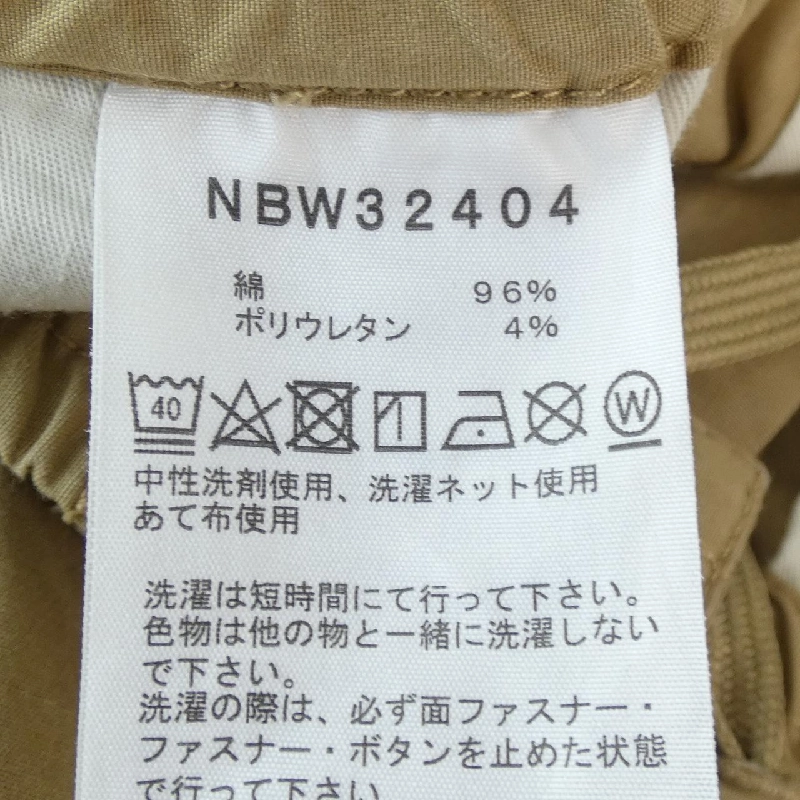 NBW32404
綿 96%
ポリウレタン 4%
40 W
中性洗剤使用、洗濯ネット使用
あて布使用
洗濯は短時間にて行って下さい。
色物は他の物と一緒に洗濯しない
で下さい。
洗濯の際は、必ず面ファスナー・
ファスナー・ボタンを止めた状態
で行って下さい